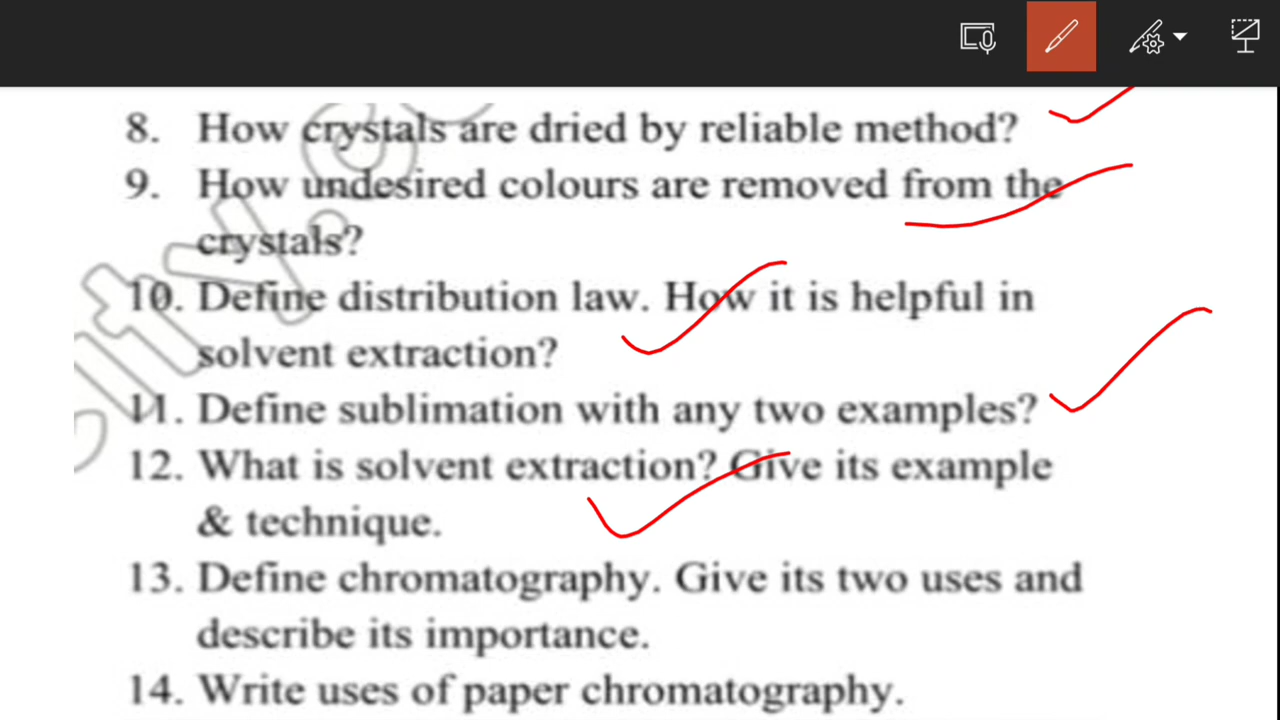 8. How crystals are dried by reliable method?
9. How undesired colours are removed from the
crystals?
10. Define distribution law. How it is helpful in
solvent extraction?
11. Define sublimation with any two examples?
12. What is solvent extraction? Give its example
& technique.
13. Define chromatography. Give its two uses and
describe its importance.
14. Write uses of paper chromatography.